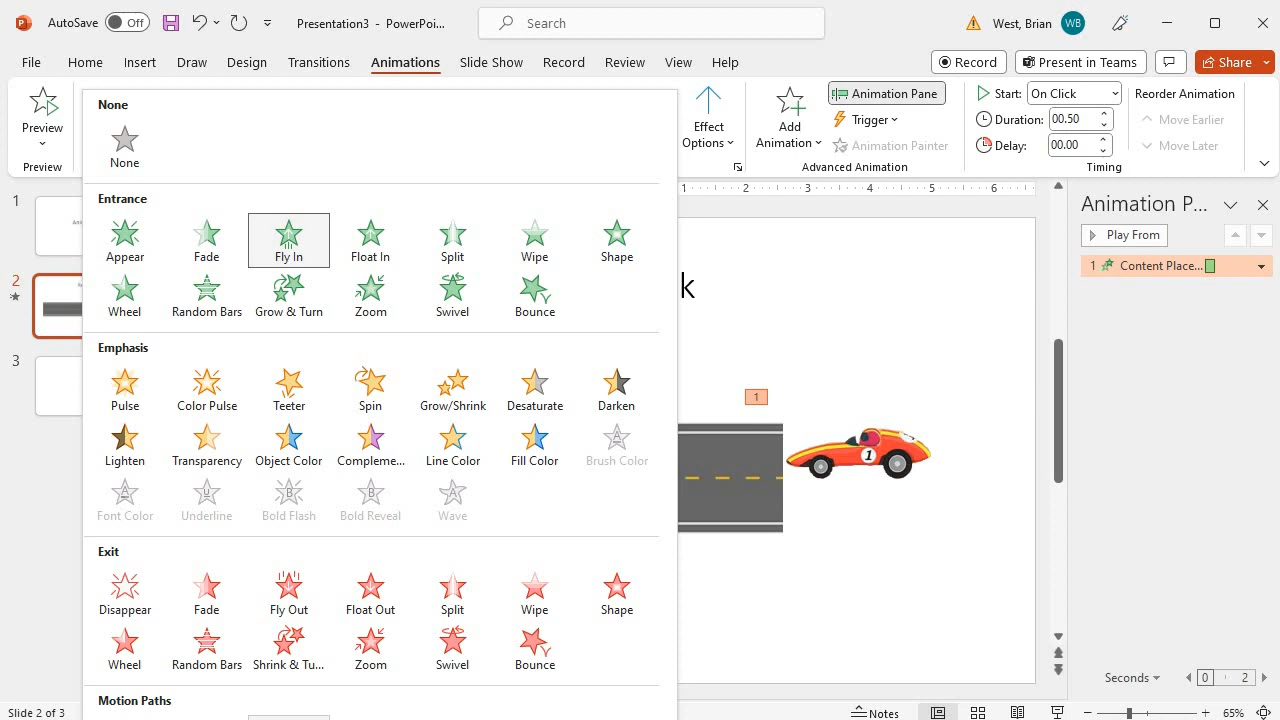 AutoSave Off Presentation3 - PowerPoi... Search West, Brian WB
File Home Insert Draw Design Transitions Animations Slide Show Record Review View Help Record Present in Teams Share
Preview
Preview
None
None
Entrance
Appear Fade Fly In Float In Split Wipe Shape
Wheel Random Bars Grow & Turn Zoom Swivel Bounce
Emphasis
Pulse Color Pulse Teeter Spin Grow/Shrink Desaturate Darken
Lighten Transparency Object Color Compleme... Line Color Fill Color Brush Color
Font Color Underline Bold Flash Bold Reveal Wave
Exit
Disappear Fade Fly Out Float Out Split Wipe Shape
Wheel Random Bars Shrink & Tu... Zoom Swivel Bounce
Motion Paths
Effect Options
Add Animation
Animation Pane
Trigger
Animation Painter
Advanced Animation
Start: On Click
Duration: 00.50
Delay: 00.00
Timing
Reorder Animation
Move Earlier
Move Later
1
2
3
1 2 3 4 5 6
k
1
1
Animation P...
Play From
1 Content Place...
Seconds 0 2
Slide 2 of 3 Notes 65%